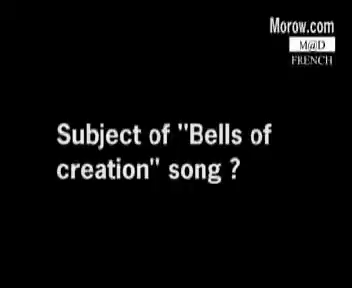 Morow.com
M@D
FRENCH
Subject of "Bells of
creation" song ?